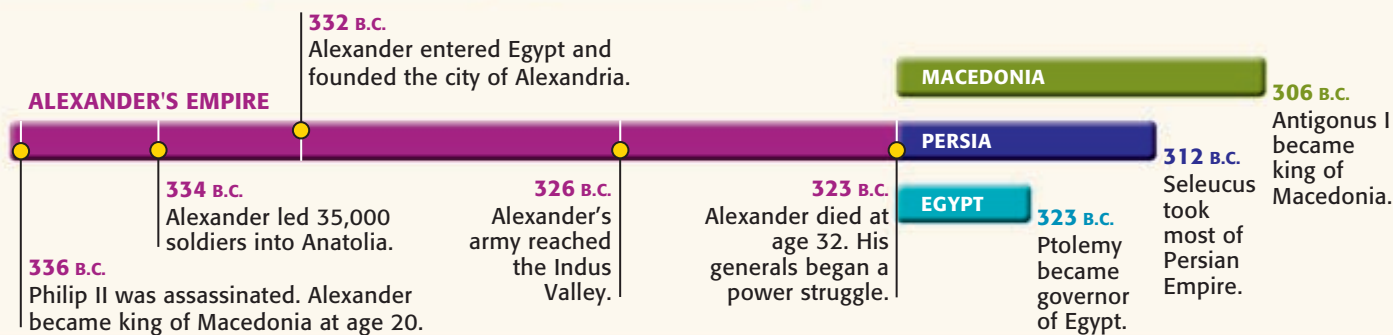 332 B.C.
Alexander entered Egypt and
founded the city of Alexandria.
ALEXANDER'S EMPIRE
336 B.C.
Philip II was assassinated. Alexander
became king of Macedonia at age 20.
334 B.C.
Alexander led 35,000
soldiers into Anatolia.
326 B.C.
Alexander's
army reached
the Indus
Valley.
323 B.C.
Alexander died at
age 32. His
generals began a
power struggle.
MACEDONIA
306 B.C.
Antigonus I
became
king of
Macedonia.
PERSIA
312 B.C.
Seleucus
took
most of
Persian
Empire.
EGYPT
323 B.C.
Ptolemy
became
governor
of Egypt.